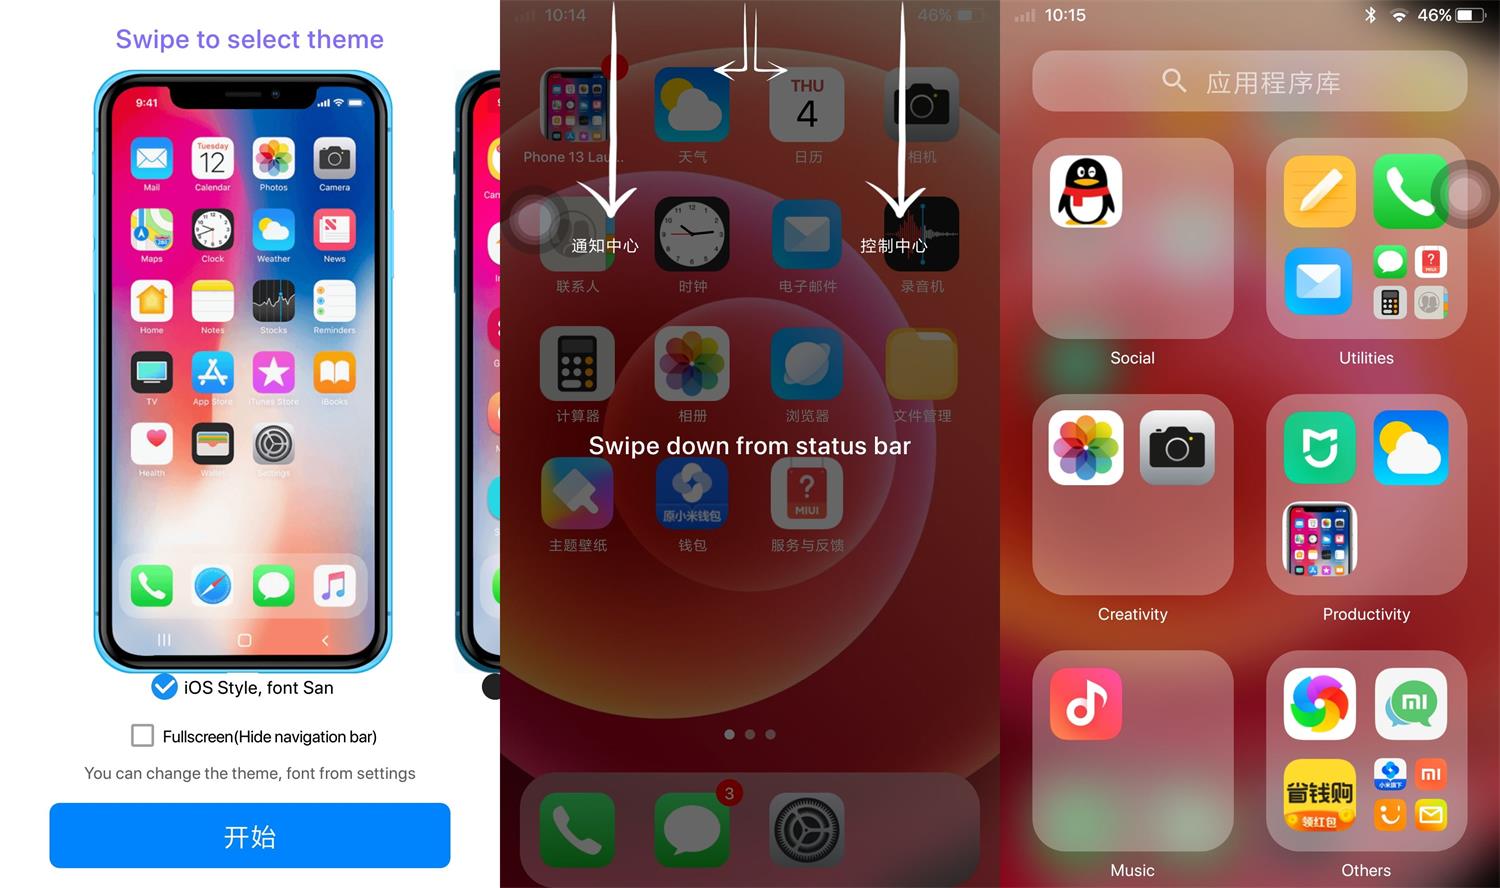 Swipe to select theme
9:41
Tuesday
12
Mail
Calendar
Photos
Camera
Maps
Clock
Weather
News
Home
Notes
Stocks
Reminders
TV
App Store
iTunes Store
iBooks
Health
Wallet
Settings
iOS Style, font San
Fullscreen(Hide navigation bar)
You can change the theme, font from settings
开始
10:14
46%
THU
4
Phone 13 Lau...
天气
日历
相机
通知中心
控制中心
联系人
时钟
电子邮件
录音机
计算器
相册
浏览器
文件管理
Swipe down from status bar
原小米钱包
?
MIUI
主题壁纸
钱包
服务与反馈
3
10:15
46%
应用程序库
?
MIUI
Social
Utilities
Creativity
Productivity
省钱购
领红包
小米旗下
Music
Others